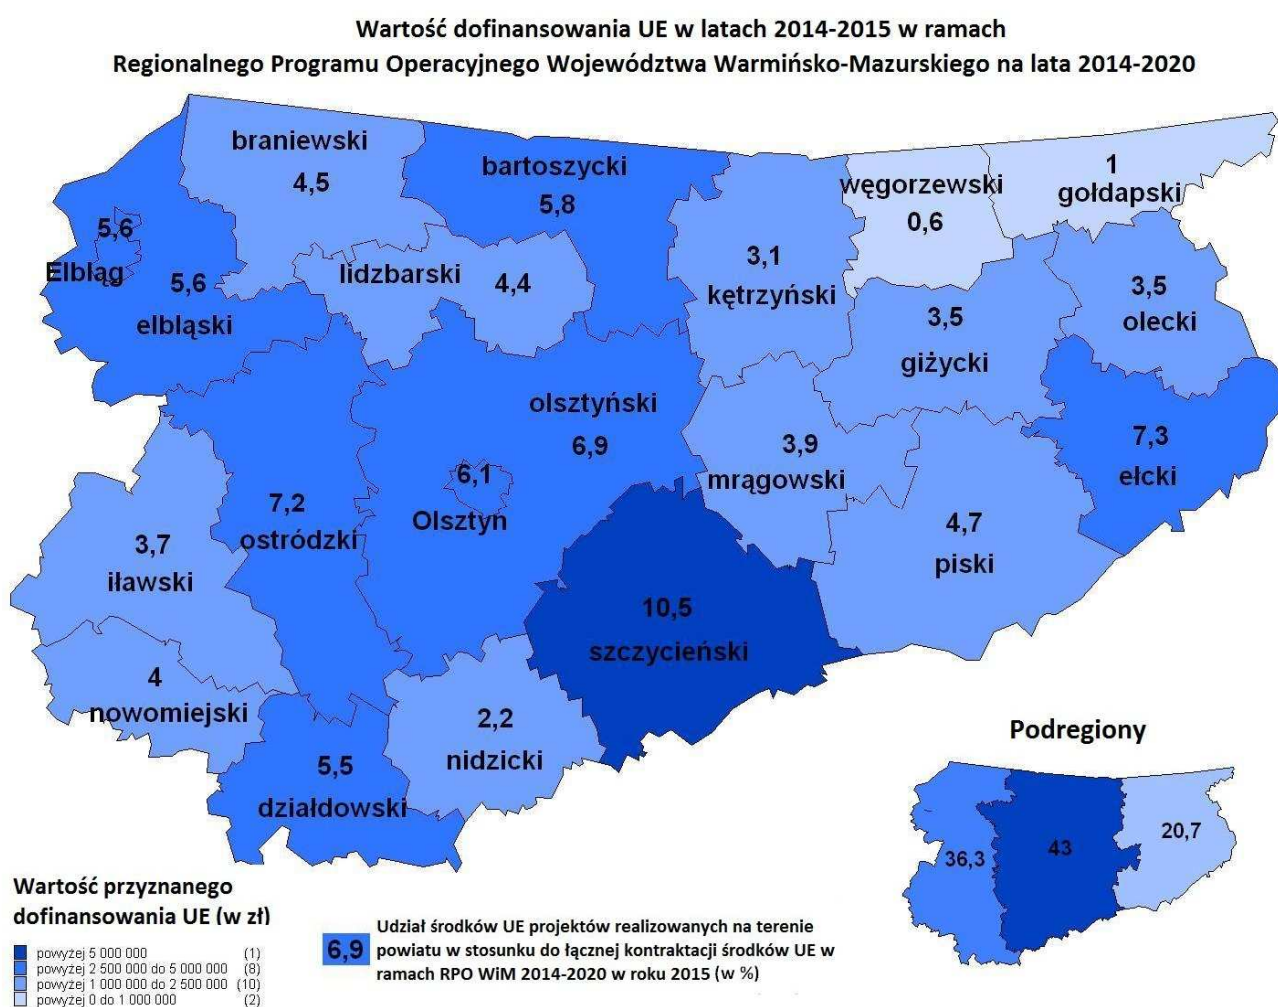 Wartość dofinansowania UE w latach 2014-2015 w ramach
Regionalnego Programu Operacyjnego Województwa Warmińsko-Mazurskiego na lata 2014-2020
braniewski
4,5
bartoszycki
5,8
węgorzewski
0,6
1
gołdapski
5,6
Elbląg
5,6
elbląski
lidzbarski
4,4
3,1
kętrzyński
3,5
giżycki
3,5
olecki
olsztyński
6,9
6,1
Olsztyn
3,9
mrągowski
7,3
ełcki
7,2
ostródzki
3,7
iławski
4,7
piski
10,5
szczycieński
4
nowomiejski
2,2
nidzicki
5,5
działdowski
Podregiony
36,3
43
20,7
Wartość przyznanego
dofinansowania UE (w zł)
powyżej 5 000 000 (1)
powyżej 2 500 000 do 5 000 000 (8)
powyżej 1 000 000 do 2 500 000 (10)
powyżej 0 do 1 000 000 (2)
6,9
Udział środków UE projektów realizowanych na terenie
powiatu w stosunku do łącznej kontraktacji środków UE w
ramach RPO WiM 2014-2020 w roku 2015 (w %)